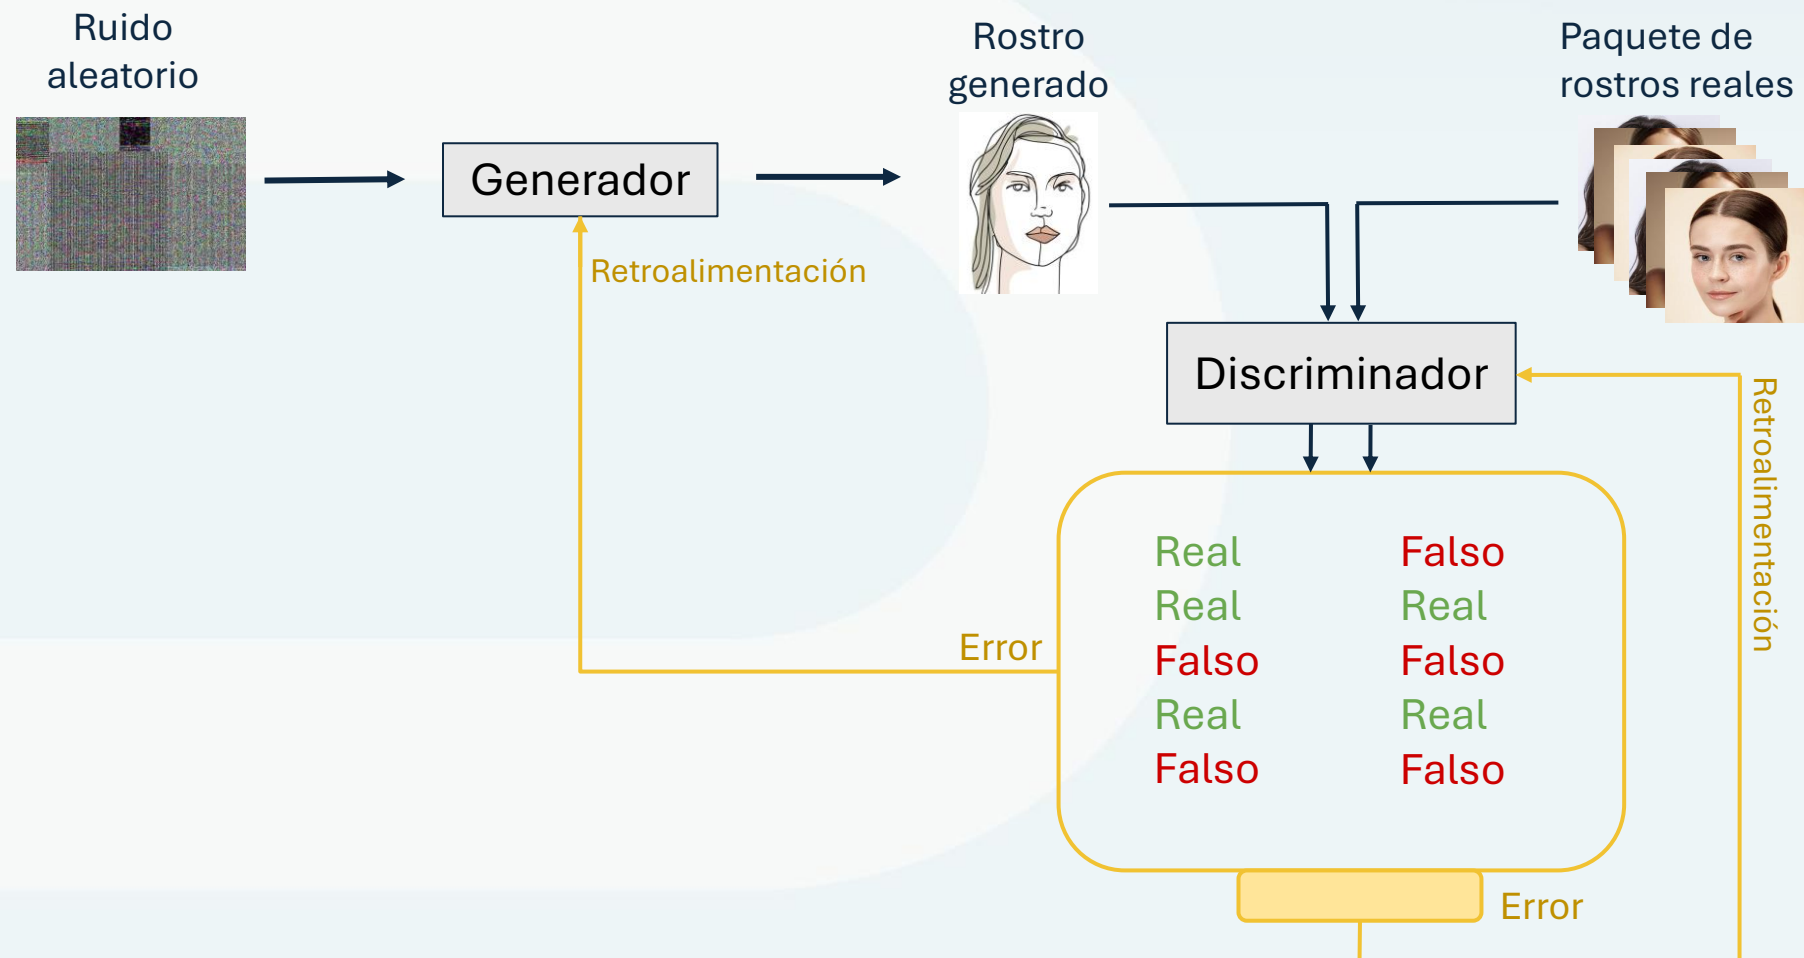 Ruido
aleatorio
Rostro
generado
Paquete de
rostros reales
Generador
Retroalimentación
Discriminador
Retroalimentación
Real Falso
Real Real
Falso Falso
Real Real
Falso Falso
Error
Error